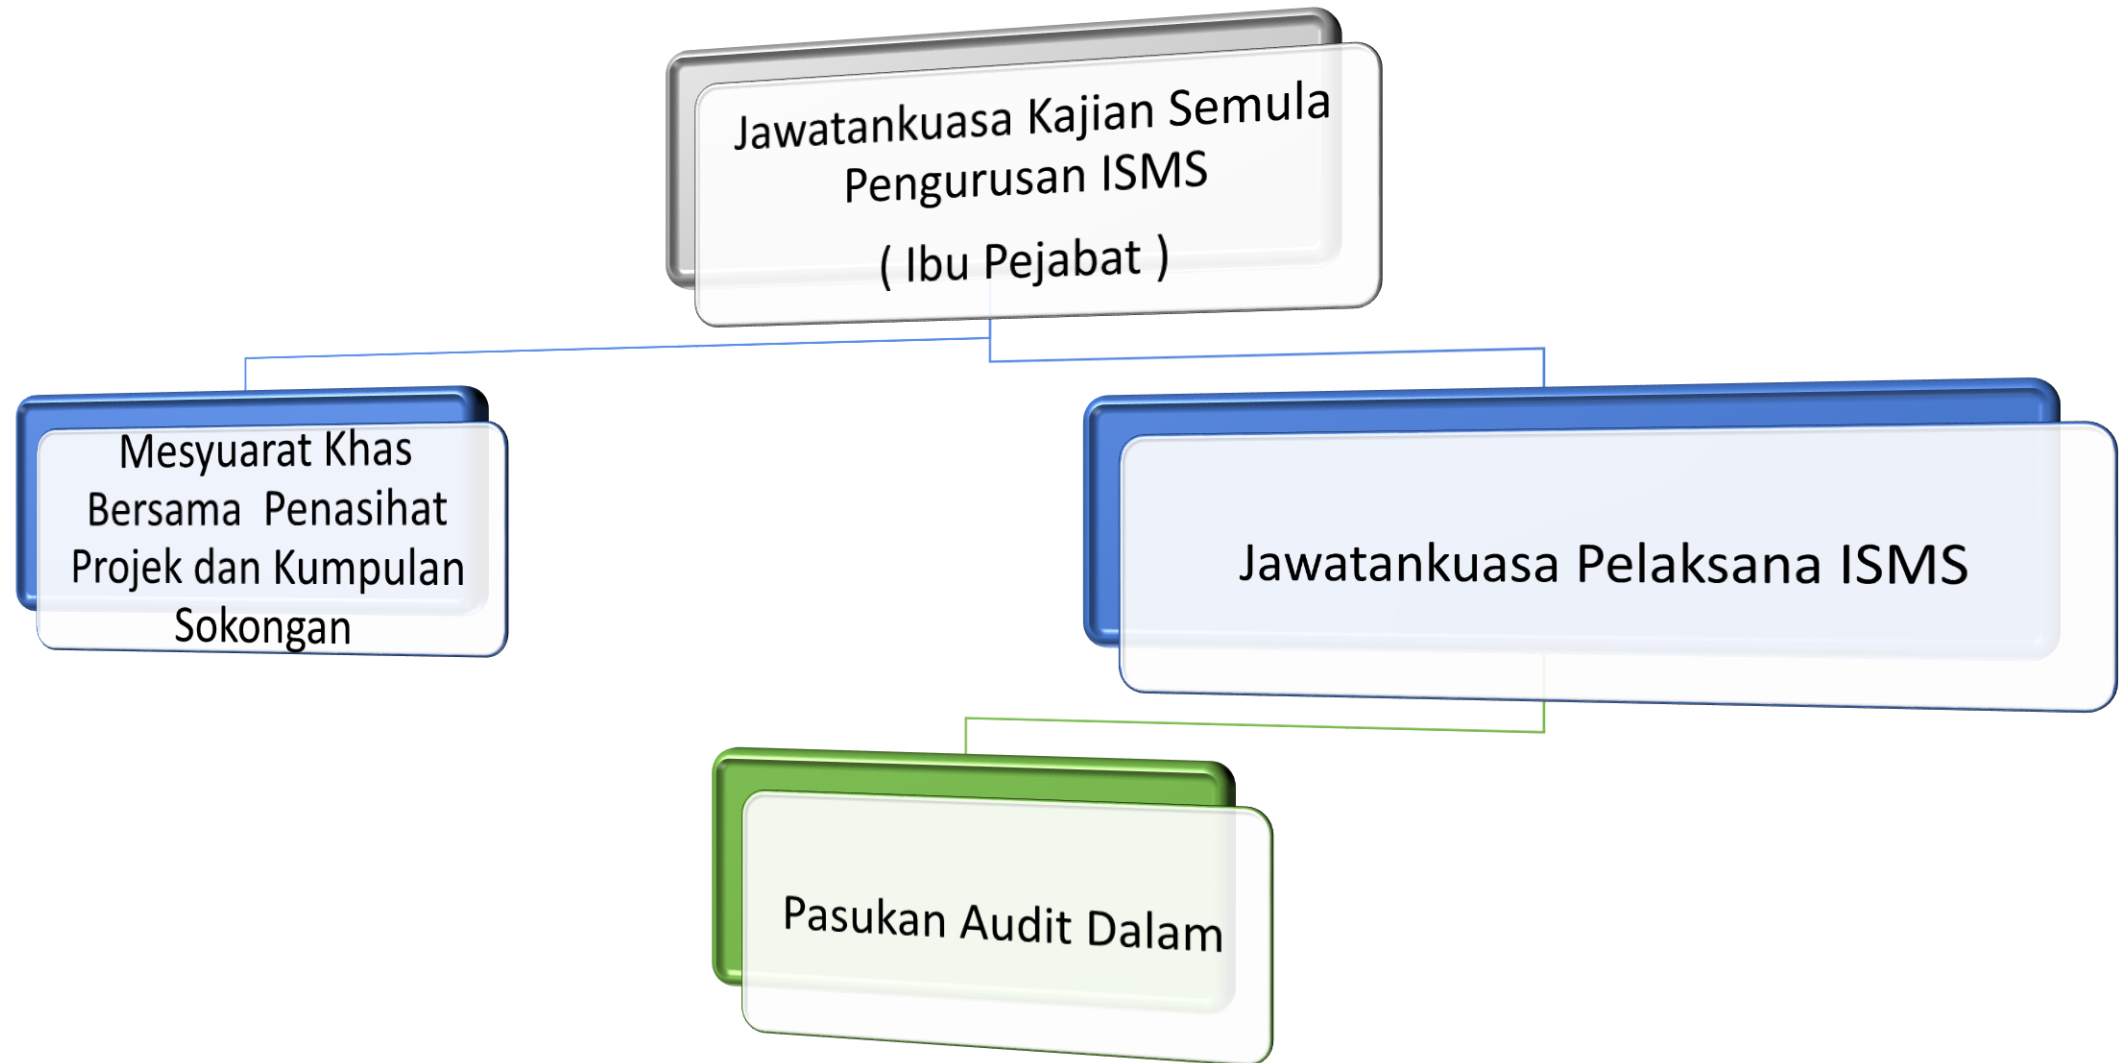 Jawatankuasa Kajian Semula
Pengurusan ISMS
( Ibu Pejabat )
Mesyuarat Khas
Bersama  Penasihat
Projek dan Kumpulan
Sokongan
Jawatankuasa Pelaksana ISMS
Pasukan Audit Dalam